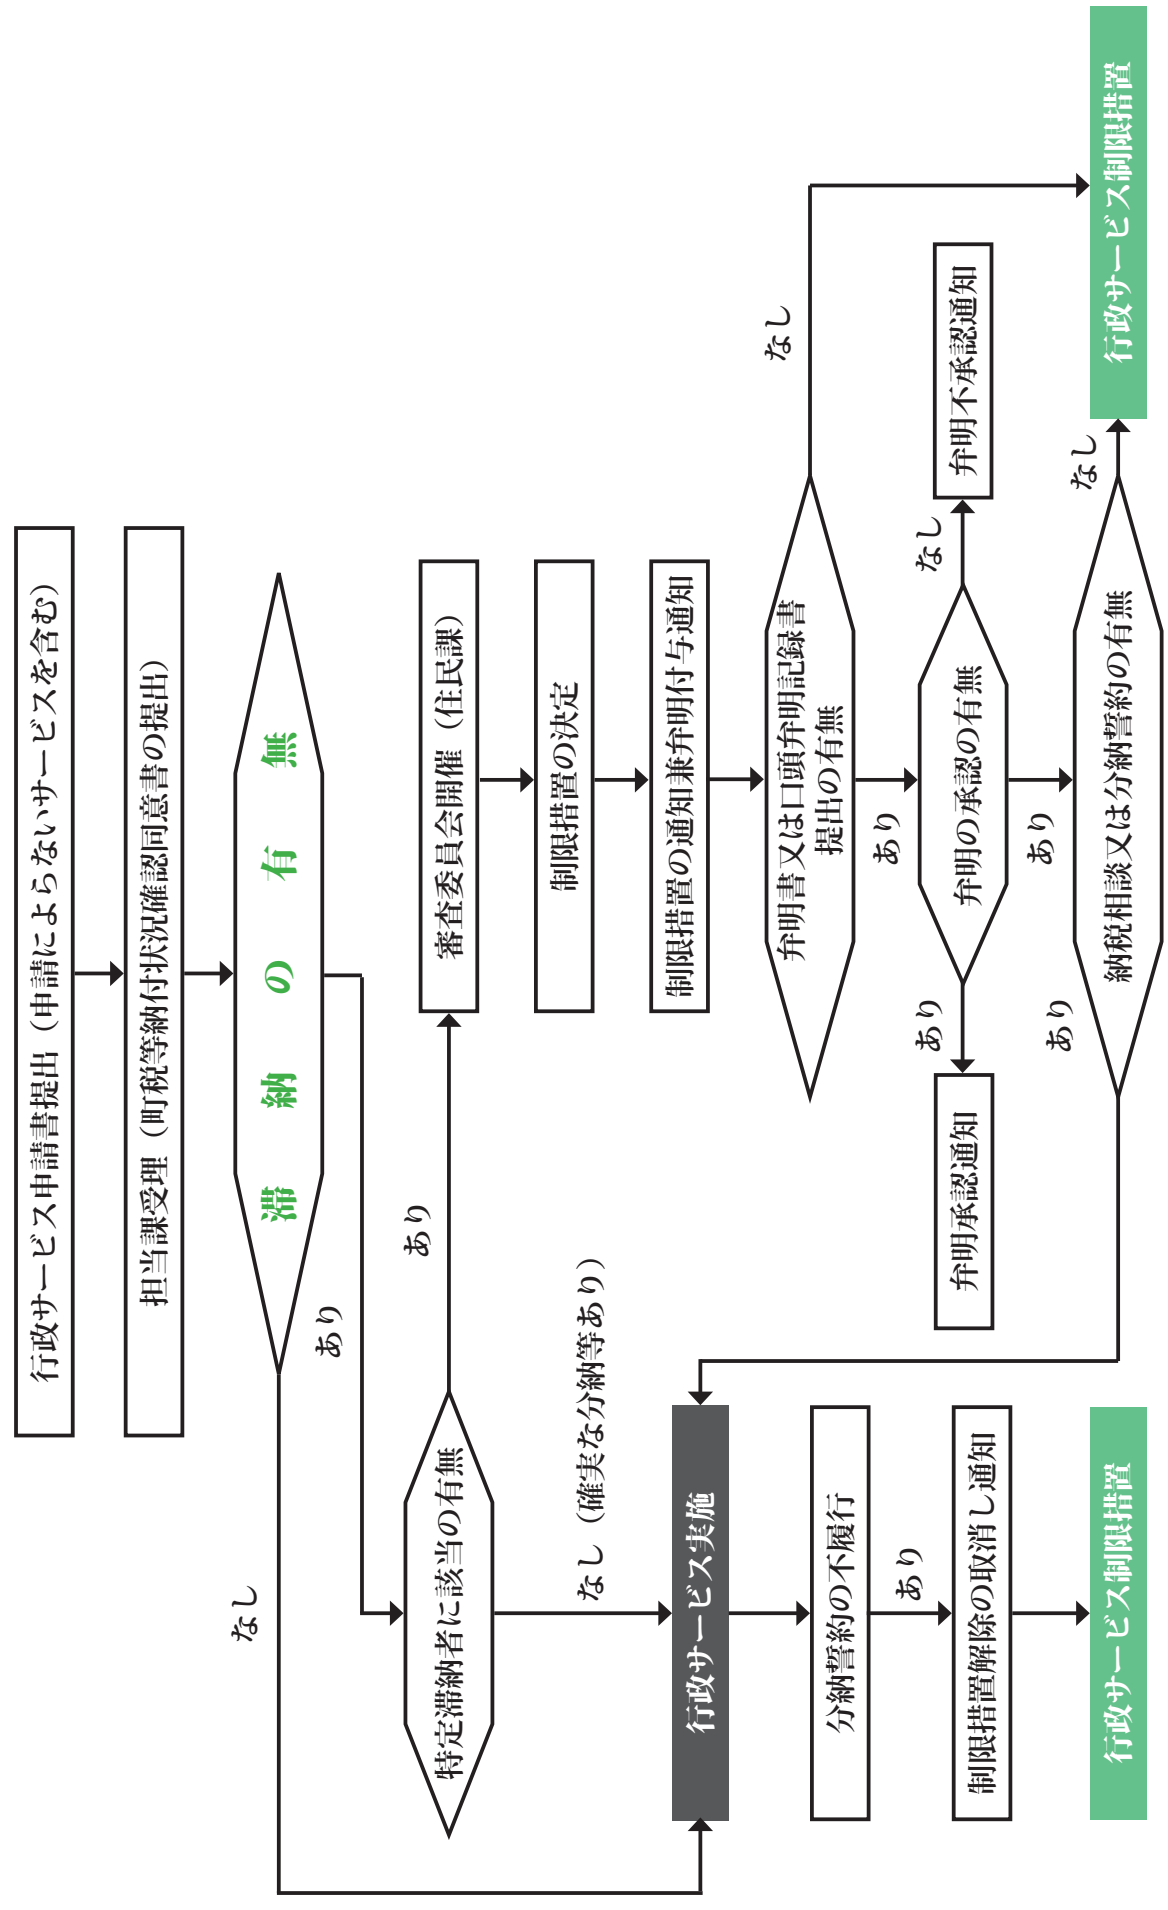 行政サービス申請書提出（申請によらないサービスを含む）
担当課受理（町税等納付状況確認同意書の提出）
滞納の有無
なし
あり
特定滞納者に該当の有無
あり
なし（確実な分納等あり）
審査委員会開催（住民課）
制限措置の決定
制限措置の通知兼弁明付与通知
弁明書又は口頭弁明記録書
提出の有無
なし
あり
弁明の承認の有無
なし
弁明不承認通知
あり
弁明承認通知
あり
納税相談又は分納誓約の有無
なし
行政サービス制限措置
あり
行政サービス実施
分納誓約の不履行
あり
制限措置解除の取消し通知
行政サービス制限措置